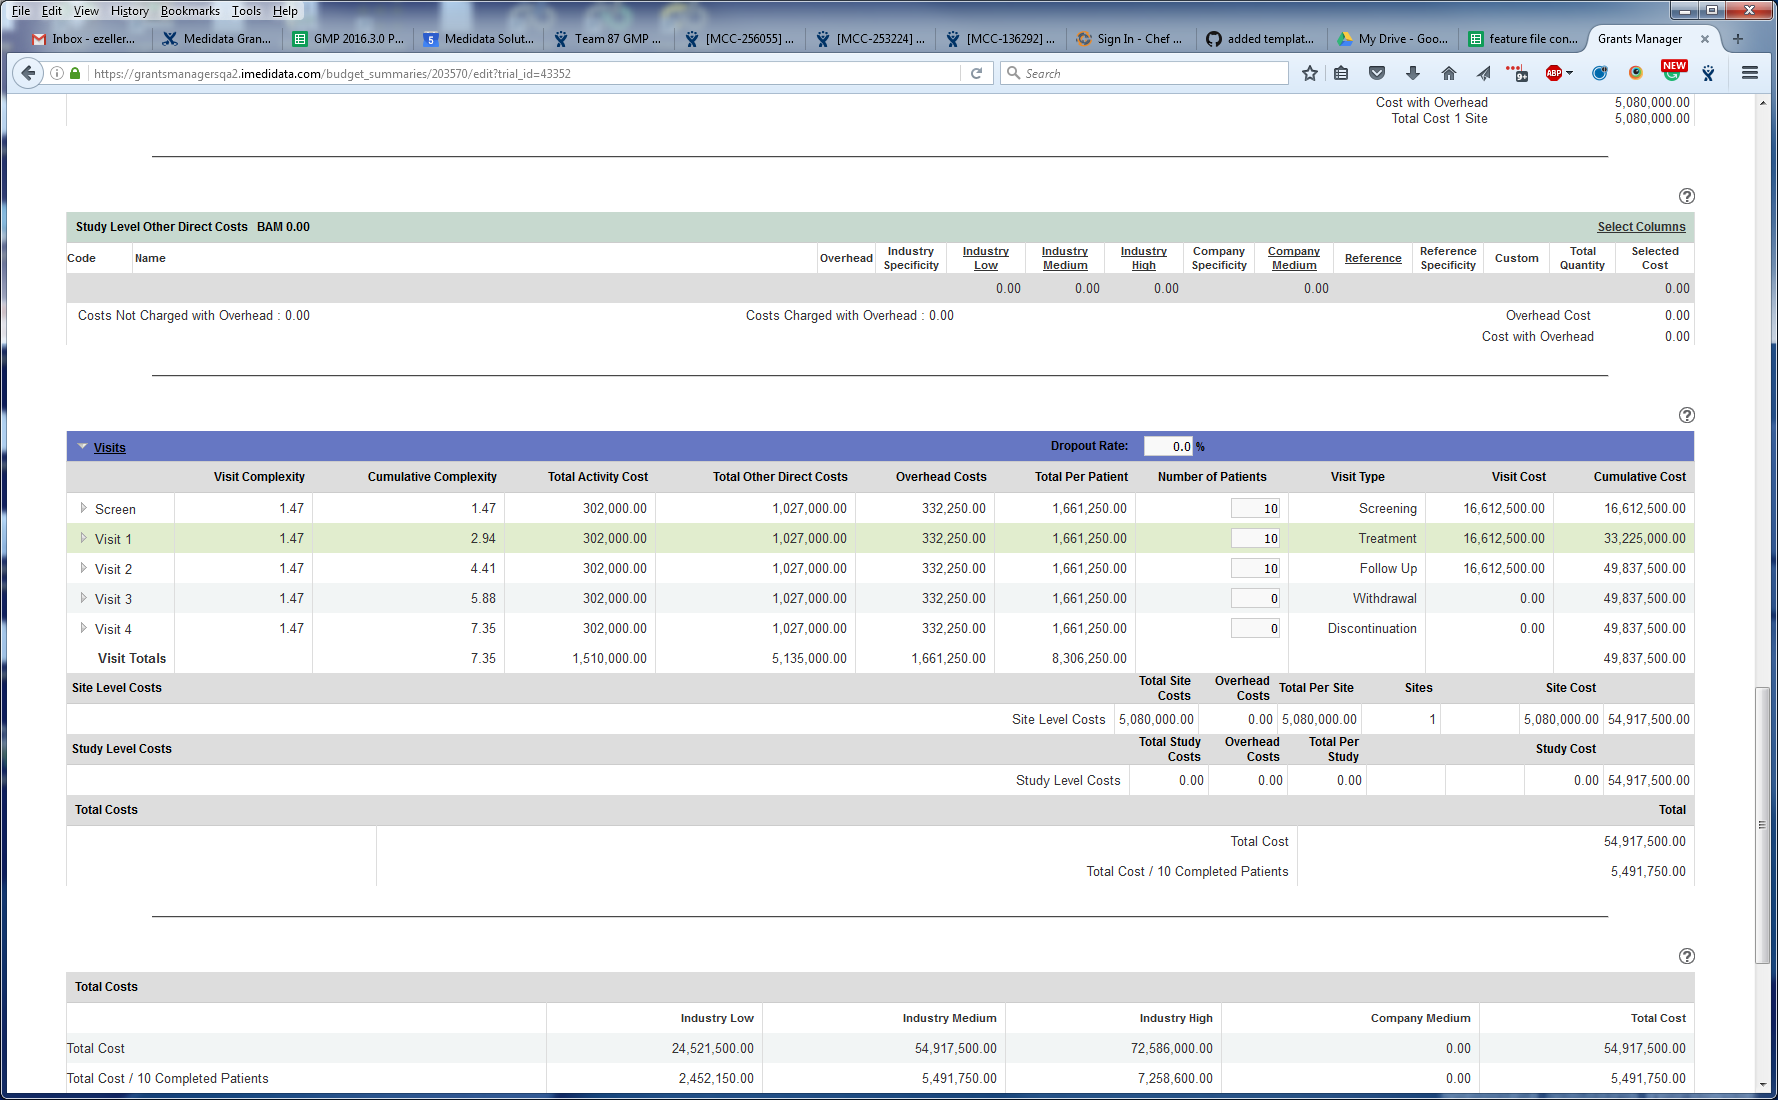 File Edit View History Bookmarks Tools Help
Inbox - ezeller... Medidata Gran... GMP 2016.3.0 P... Medidata Solut... Team 87 GMP ... [MCC-256055] ... [MCC-253224] ... [MCC-136292] ... Sign In - Chef ... added templat... My Drive - Goo... feature file con... Grants Manager
https://grantsmanagersqa2.imedidata.com/budget_summaries/203570/edit?trial_id=43352 Search 9+ ABP NEW
Cost with Overhead 5,080,000.00
Total Cost 1 Site 5,080,000.00
Study Level Other Direct Costs BAM 0.00 Select Columns
Code Name Overhead Industry Specificity Industry Low Industry Medium Industry High Company Specificity Company Medium Reference Reference Specificity Custom Total Quantity Selected Cost
0.00 0.00 0.00 0.00 0.00
Costs Not Charged with Overhead : 0.00 Costs Charged with Overhead : 0.00 Overhead Cost 0.00
Cost with Overhead 0.00
Visits Dropout Rate: 0.0 %
Visit Complexity Cumulative Complexity Total Activity Cost Total Other Direct Costs Overhead Costs Total Per Patient Number of Patients Visit Type Visit Cost Cumulative Cost
Screen 1.47 1.47 302,000.00 1,027,000.00 332,250.00 1,661,250.00 10 Screening 16,612,500.00 16,612,500.00
Visit 1 1.47 2.94 302,000.00 1,027,000.00 332,250.00 1,661,250.00 10 Treatment 16,612,500.00 33,225,000.00
Visit 2 1.47 4.41 302,000.00 1,027,000.00 332,250.00 1,661,250.00 10 Follow Up 16,612,500.00 49,837,500.00
Visit 3 1.47 5.88 302,000.00 1,027,000.00 332,250.00 1,661,250.00 0 Withdrawal 0.00 49,837,500.00
Visit 4 1.47 7.35 302,000.00 1,027,000.00 332,250.00 1,661,250.00 0 Discontinuation 0.00 49,837,500.00
Visit Totals 7.35 1,510,000.00 5,135,000.00 1,661,250.00 8,306,250.00 49,837,500.00
Site Level Costs Total Site Costs Overhead Costs Total Per Site Sites Site Cost
Site Level Costs 5,080,000.00 0.00 5,080,000.00 1 5,080,000.00 54,917,500.00
Study Level Costs Total Study Costs Overhead Costs Total Per Study Study Cost
Study Level Costs 0.00 0.00 0.00 0.00 54,917,500.00
Total Costs Total
Total Cost 54,917,500.00
Total Cost / 10 Completed Patients 5,491,750.00
Total Costs
Industry Low Industry Medium Industry High Company Medium Total Cost
Total Cost 24,521,500.00 54,917,500.00 72,586,000.00 0.00 54,917,500.00
Total Cost / 10 Completed Patients 2,452,150.00 5,491,750.00 7,258,600.00 0.00 5,491,750.00